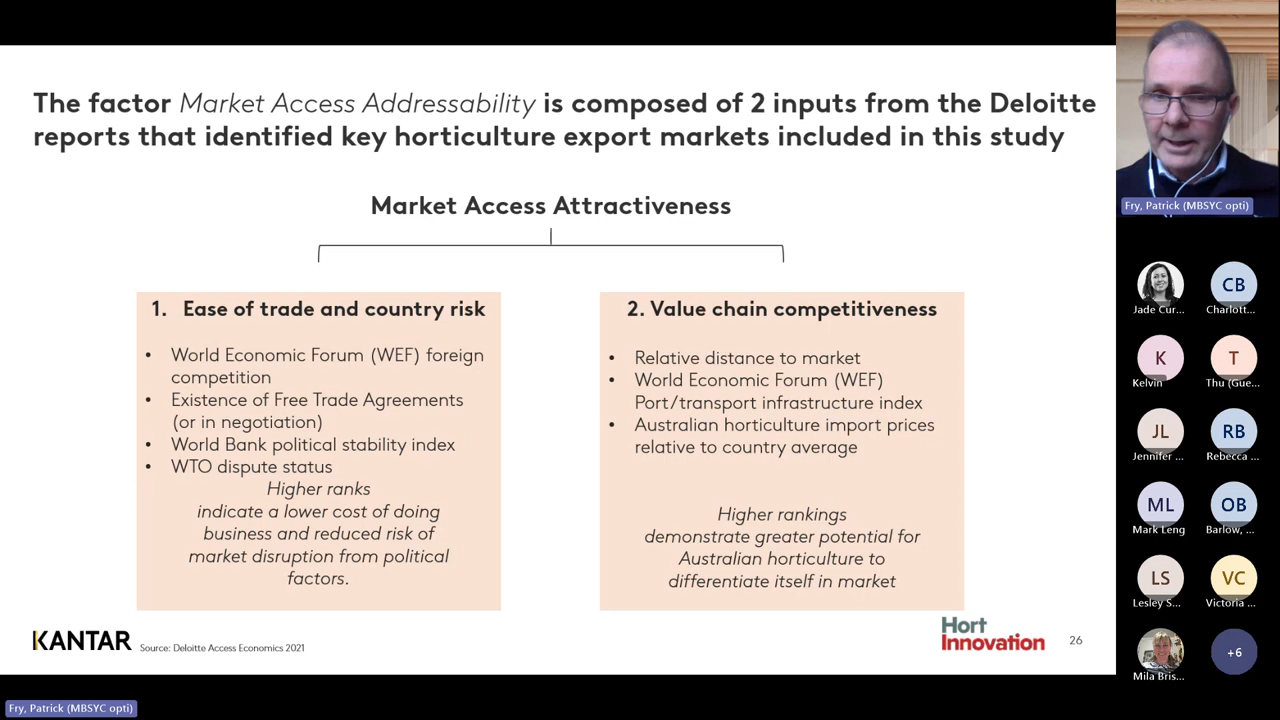 The factor Market Access Addressability is composed of 2 inputs from the Deloitte
reports that identified key horticulture export markets included in this study
Market Access Attractiveness
1. Ease of trade and country risk
• World Economic Forum (WEF) foreign
competition
• Existence of Free Trade Agreements
(or in negotiation)
• World Bank political stability index
• WTO dispute status
Higher ranks
indicate a lower cost of doing
business and reduced risk of
market disruption from political
factors.
2. Value chain competitiveness
• Relative distance to market
• World Economic Forum (WEF)
Port/transport infrastructure index
• Australian horticulture import prices
relative to country average
Higher rankings
demonstrate greater potential for
Australian horticulture to
differentiate itself in market
KANTAR
Source: Deloitte Access Economics 2021
Hort
Innovation
26
Fry, Patrick (MBSYC opti)
Jade Cur...
CB
Charlott...
K
Kelvin
T
Thu (Gue...
JL
Jennifer ...
RB
Rebecca ...
ML
Mark Leng
OB
Barlow, ...
LS
Lesley S...
VC
Victoria ...
Mila Bris...
+6
Fry, Patrick (MBSYC opti)